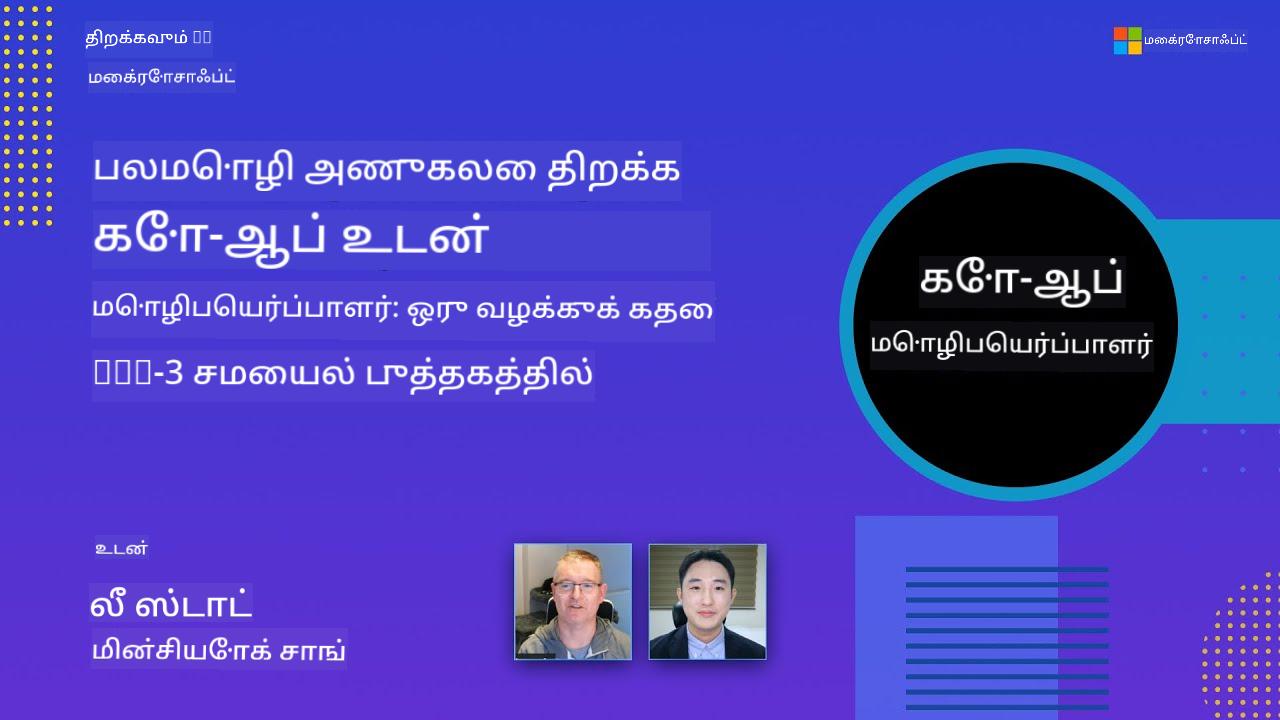 திறக்கவும் 
மைக்ரோசாஃப்ட்
மைக்ரோசாஃப்ட்
பலமொழி அணுகலை திறக்க
கோ-ஆப் உடன்
மொழிபெயர்ப்பாளர்: ஒரு வழக்குக் கதை
-3 சமையல் புத்தகத்தில்
கோ-ஆப்
மொழிபெயர்ப்பாளர்
உடன்
லீ ஸ்டாட்
மின்சியோக் சாங்